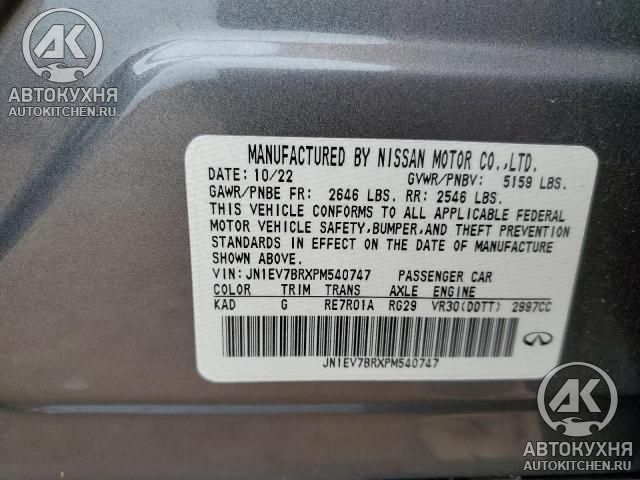 AK
АВТОКУХНЯ
AUTOKITCHEN.RU
MANUFACTURED BY NISSAN MOTOR CO.,LTD.
DATE: 10/22 GVWR/PNBV: 5159 LBS.
GAWR/PNBE FR: 2646 LBS. RR: 2546 LBS.
THIS VEHICLE CONFORMS TO ALL APPLICABLE FEDERAL
MOTOR VEHICLE SAFETY,BUMPER,AND THEFT PREVENTION
STANDARDS IN EFFECT ON THE DATE OF MANUFACTURE
SHOWN ABOVE.
VIN: JN1EV7BRXPM540747 PASSENGER CAR
COLOR TRIM TRANS AXLE ENGINE
KAD G RE7R01A RG29 VR30(DDTT) 2997CC
JN1EV7BRXPM540747
AK
АВТОКУХНЯ
AUTOKITCHEN.RU